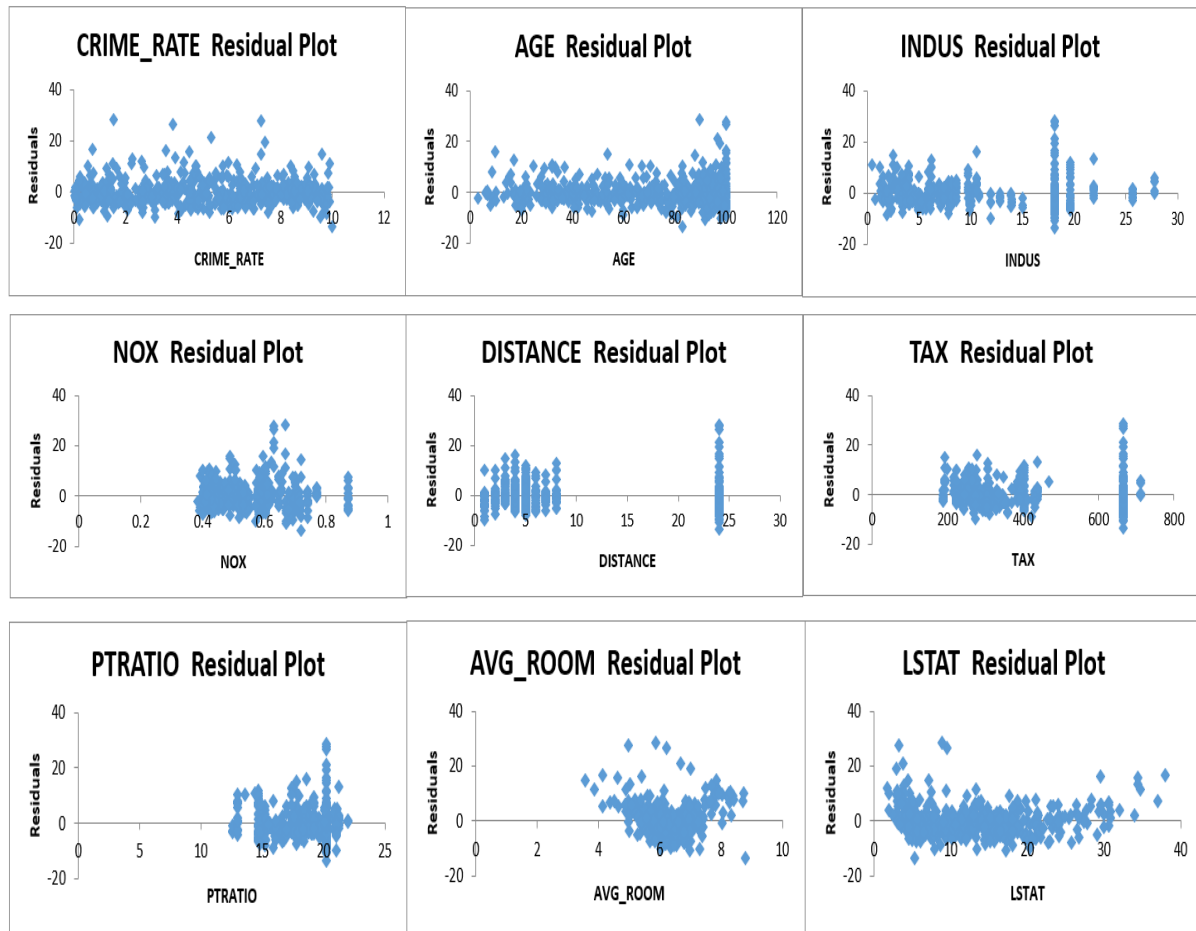 CRIME_RATE Residual Plot
40
20
0
-20
0 2 4 6 8 10 12
Residuals
CRIME_RATE
AGE Residual Plot
40
20
0
-20
0 20 40 60 80 100 120
Residuals
AGE
INDUS Residual Plot
40
20
0
-20
0 5 10 15 20 25 30
Residuals
INDUS
NOX Residual Plot
40
20
0
-20
0 0.2 0.4 0.6 0.8 1
Residuals
NOX
DISTANCE Residual Plot
40
20
0
-20
0 5 10 15 20 25 30
Residuals
DISTANCE
TAX Residual Plot
40
20
0
-20
0 200 400 600 800
Residuals
TAX
PTRATIO Residual Plot
40
20
0
-20
0 5 10 15 20 25
Residuals
PTRATIO
AVG_ROOM Residual Plot
40
20
0
-20
0 2 4 6 8 10
Residuals
AVG_ROOM
LSTAT Residual Plot
40
20
0
-20
0 10 20 30 40
Residuals
LSTAT